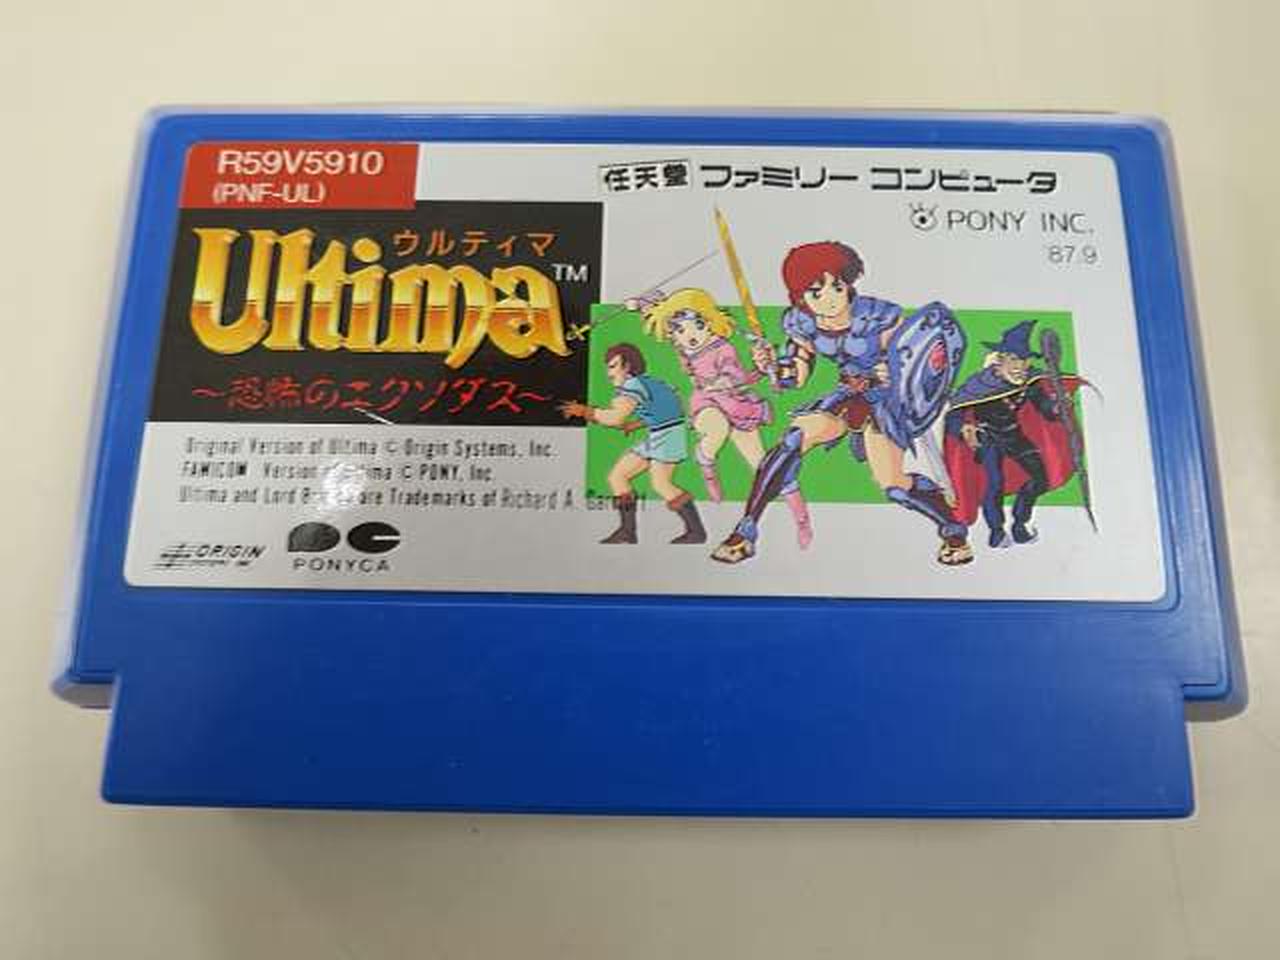 R59V5910
(PNF-UL)
任天堂 ファミリー コンピュータ
PONY INC.
87.9
ウルティマ
Ultima™
～恐怖のエクソダス～
Original Version of Ultima © Origin Systems, Inc.
FAMICOM Version of Ultima © PONY, Inc.
Ultima and Lord are Trademarks of Richard A. Garriott
ORIGIN
PONYCA